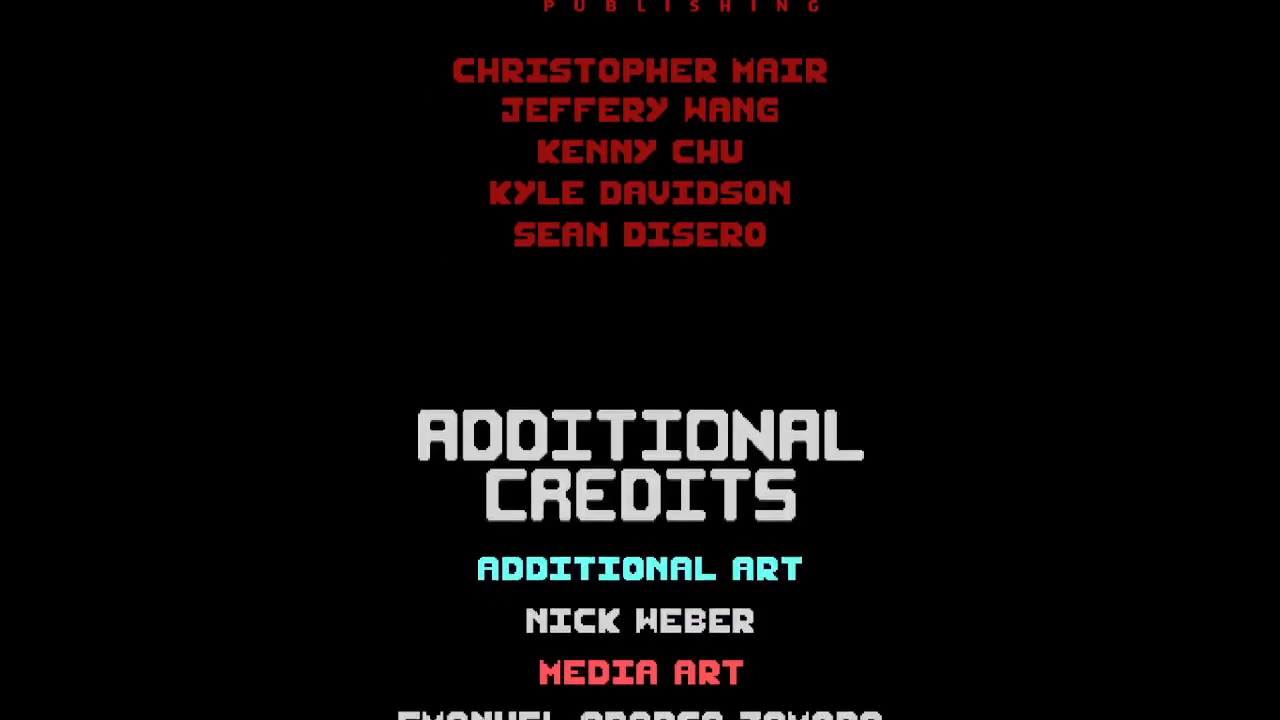 PUBLISHING
CHRISTOPHER MAIR
JEFFERY WANG
KENNY CHU
KYLE DAVIDSON
SEAN DISERO
ADDITIONAL
CREDITS
ADDITIONAL ART
NICK WEBER
MEDIA ART